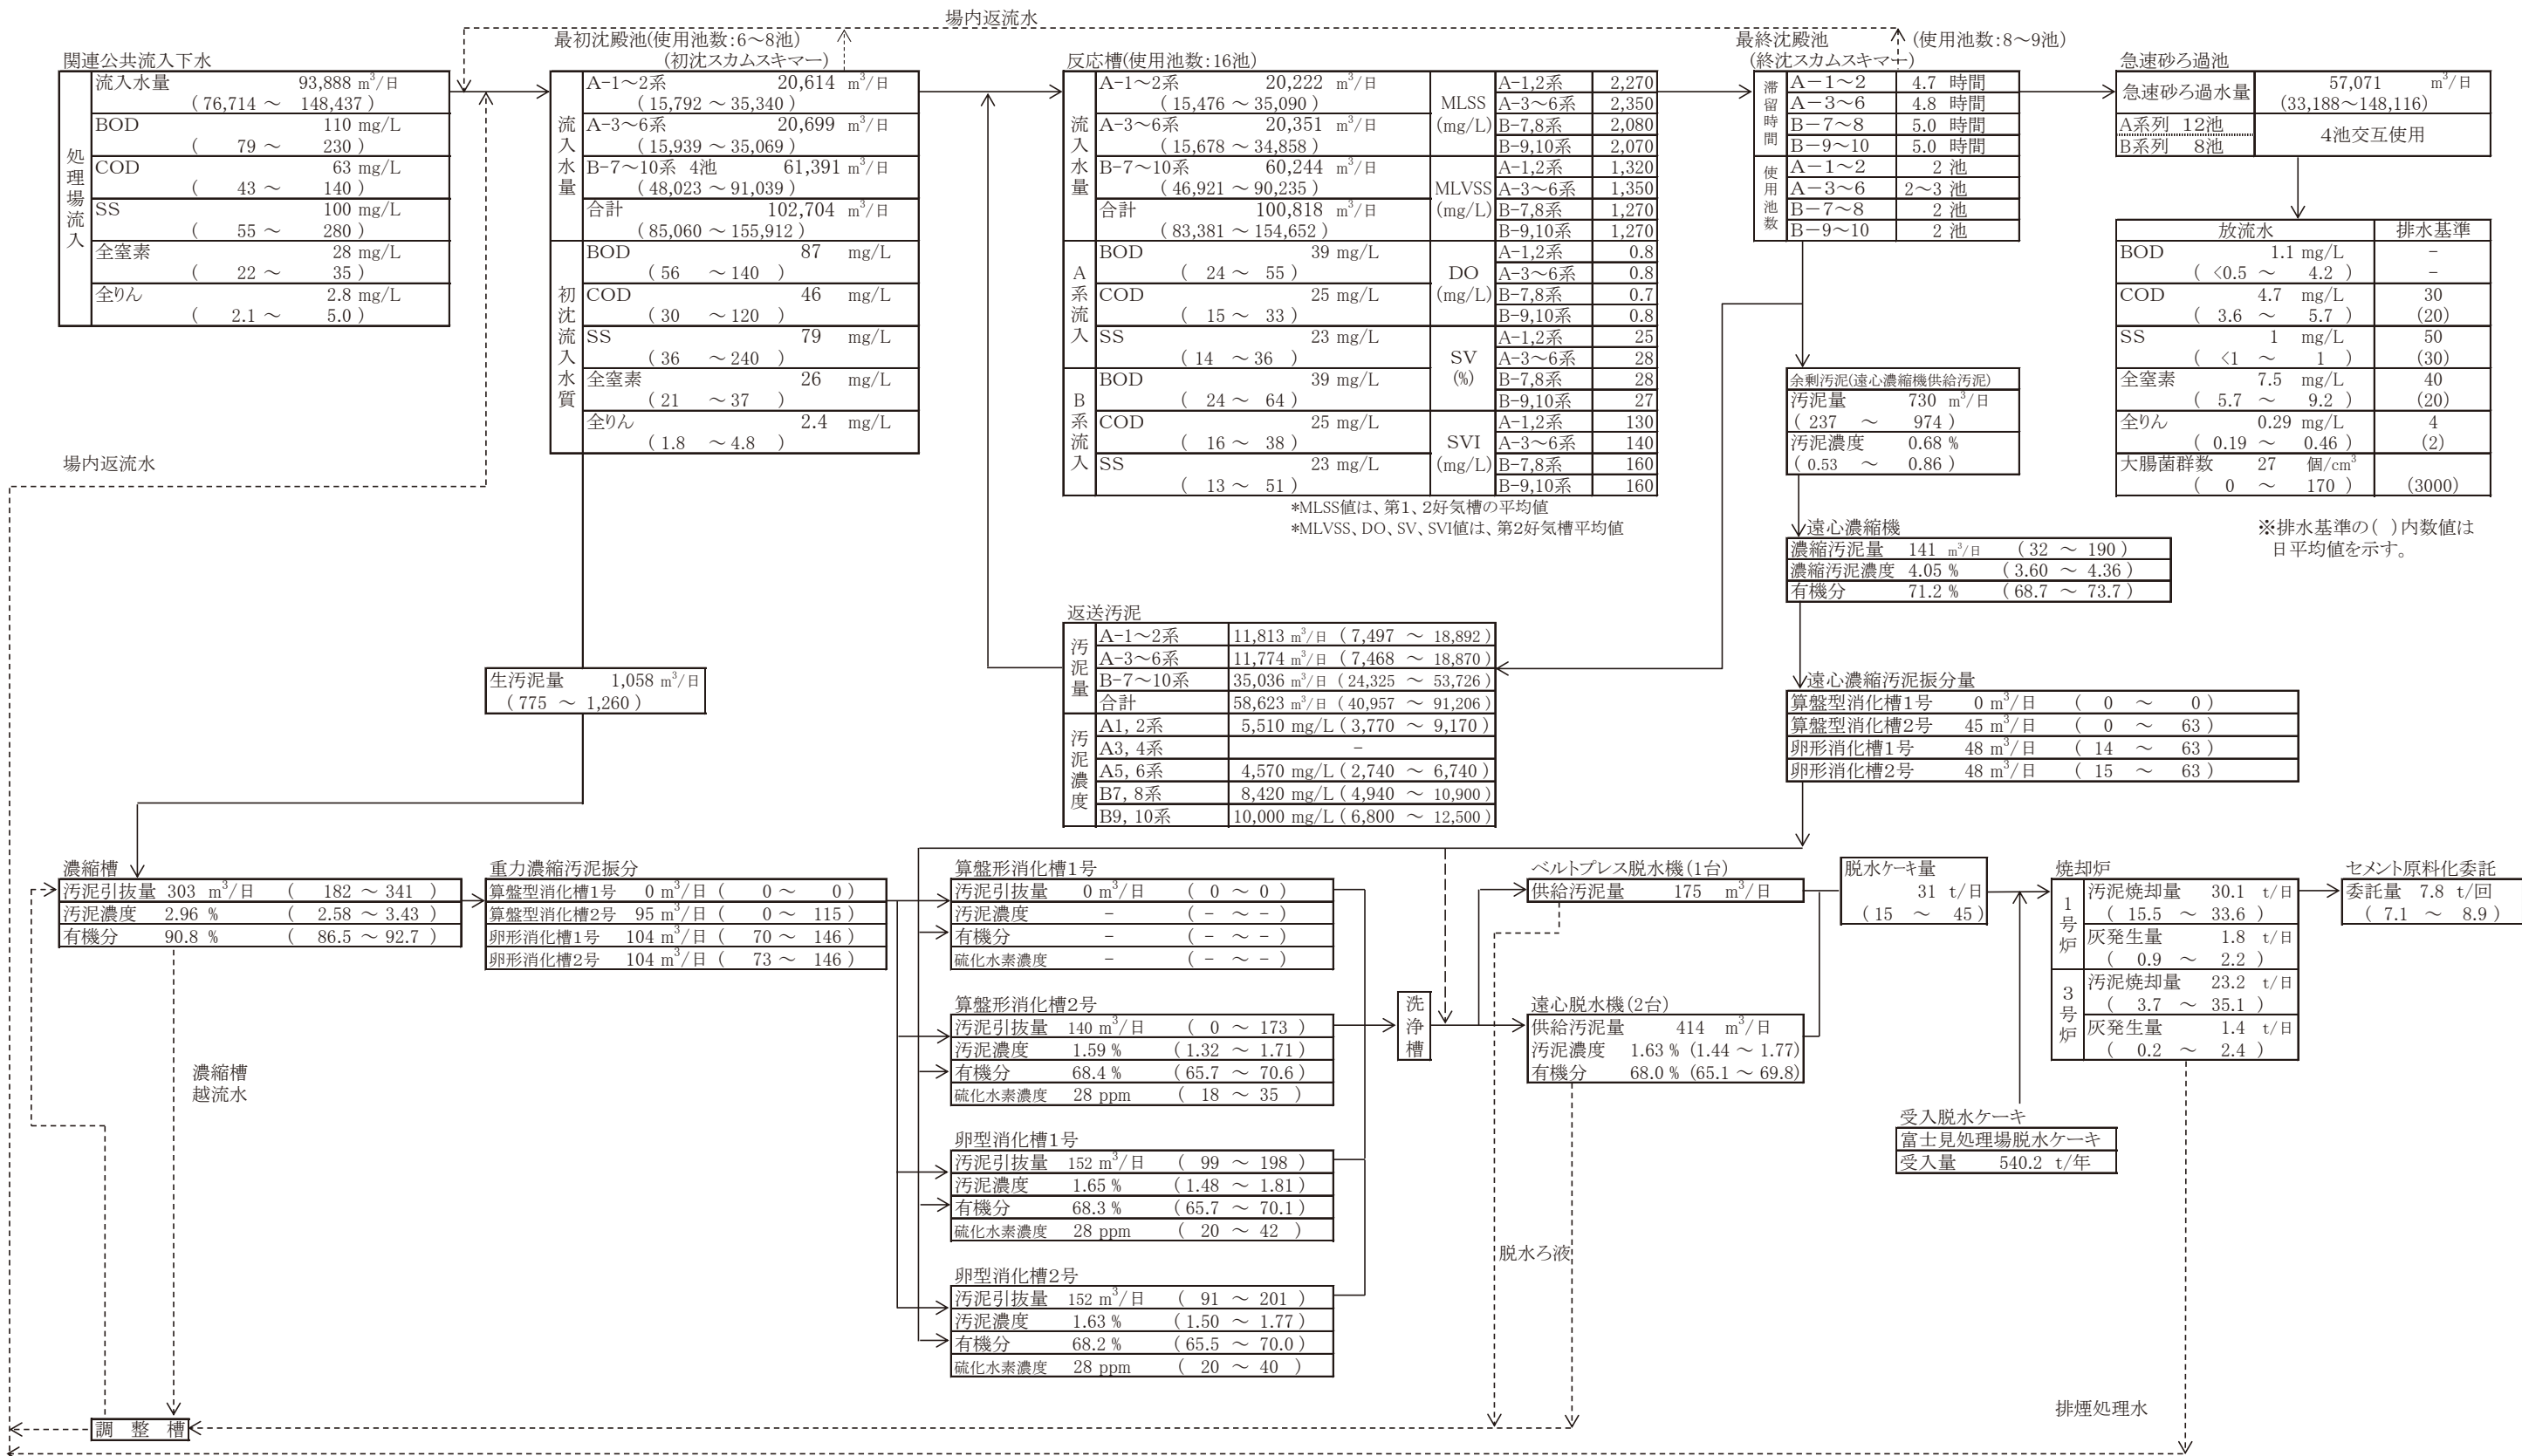 場内返流水
関連公共流入下水
処理場流入
流入水量 93,888 m³/日
( 76,714 ～ 148,437 )
BOD 110 mg/L
( 79 ～ 230 )
COD 63 mg/L
( 43 ～ 140 )
SS 100 mg/L
( 55 ～ 280 )
全窒素 28 mg/L
( 22 ～ 35 )
全りん 2.8 mg/L
( 2.1 ～ 5.0 )
場内返流水
最初沈殿池(使用池数:6～8池)
(初沈スカムスキマー)
流入水量
A-1～2系 20,614 m³/日
( 15,792 ～ 35,340 )
A-3～6系 20,699 m³/日
( 15,939 ～ 35,069 )
B-7～10系 4池 61,391 m³/日
( 48,023 ～ 91,039 )
合計 102,704 m³/日
( 85,060 ～ 155,912 )
初沈流入水質
BOD 87 mg/L
( 56 ～140 )
COD 46 mg/L
( 30 ～120 )
SS 79 mg/L
( 36 ～240 )
全窒素 26 mg/L
( 21 ～37 )
全りん 2.4 mg/L
( 1.8 ～4.8 )
生汚泥量 1,058 m³/日
( 775 ～ 1,260 )
反応槽(使用池数:16池)
流入水量
A-1～2系 20,222 m³/日
( 15,476 ～ 35,090 )
A-3～6系 20,351 m³/日
( 15,678 ～ 34,858 )
B-7～10系 60,244 m³/日
( 46,921 ～ 90,235 )
合計 100,818 m³/日
( 83,381 ～ 154,652 )
A系流入
BOD 39 mg/L
( 24 ～ 55 )
COD 25 mg/L
( 15 ～ 33 )
SS 23 mg/L
( 14 ～ 36 )
B系流入
BOD 39 mg/L
( 24 ～ 64 )
COD 25 mg/L
( 16 ～ 38 )
SS 23 mg/L
( 13 ～ 51 )
MLSS (mg/L)
A-1,2系 2,270
A-3～6系 2,350
B-7,8系 2,080
B-9,10系 2,070
MLVSS (mg/L)
A-1,2系 1,320
A-3～6系 1,350
B-7,8系 1,270
B-9,10系 1,270
DO (mg/L)
A-1,2系 0.8
A-3～6系 0.8
B-7,8系 0.7
B-9,10系 0.8
SV (%)
A-1,2系 25
A-3～6系 28
B-7,8系 28
B-9,10系 27
SVI (mg/L)
A-1,2系 130
A-3～6系 140
B-7,8系 160
B-9,10系 160
*MLSS値は、第1、2好気槽の平均値
*MLVSS、DO、SV、SVI値は、第2好気槽平均値
最終沈殿池 (使用池数:8～9池)
(終沈スカムスキマー)
滞留時間
A－1～2 4.7 時間
A－3～6 4.8 時間
B－7～8 5.0 時間
B－9～10 5.0 時間
使用池数
A－1～2 2 池
A－3～6 2～3 池
B－7～8 2 池
B－9～10 2 池
急速砂ろ過池
急速砂ろ過水量 57,071 m³/日
(33,188～148,116)
A系列 12池
B系列 8池
4池交互使用
放流水 排水基準
BOD 1.1 mg/L －
( <0.5 ～ 4.2 ) －
COD 4.7 mg/L 30
( 3.6 ～ 5.7 ) (20)
SS 1 mg/L 50
( <1 ～ 1 ) (30)
全窒素 7.5 mg/L 40
( 5.7 ～ 9.2 ) (20)
全りん 0.29 mg/L 4
( 0.19 ～ 0.46 ) (2)
大腸菌群数 27 個/cm³
( 0 ～ 170 ) (3000)
※排水基準の( )内数値は
日平均値を示す。
余剰汚泥(遠心濃縮機供給汚泥)
汚泥量 730 m³/日
( 237 ～ 974 )
汚泥濃度 0.68 %
( 0.53 ～ 0.86 )
遠心濃縮機
濃縮汚泥量 141 m³/日 ( 32 ～ 190 )
濃縮汚泥濃度 4.05 % ( 3.60 ～ 4.36 )
有機分 71.2 % ( 68.7 ～ 73.7 )
返送汚泥
汚泥量
A-1～2系 11,813 m³/日 ( 7,497 ～ 18,892 )
A-3～6系 11,774 m³/日 ( 7,468 ～ 18,870 )
B-7～10系 35,036 m³/日 ( 24,325 ～ 53,726 )
合計 58,623 m³/日 ( 40,957 ～ 91,206 )
汚泥濃度
A1, 2系 5,510 mg/L ( 3,770 ～ 9,170 )
A3, 4系 －
A5, 6系 4,570 mg/L ( 2,740 ～ 6,740 )
B7, 8系 8,420 mg/L ( 4,940 ～ 10,900 )
B9, 10系 10,000 mg/L ( 6,800 ～ 12,500 )
遠心濃縮汚泥振分量
算盤型消化槽1号 0 m³/日 ( 0 ～ 0 )
算盤型消化槽2号 45 m³/日 ( 0 ～ 63 )
卵形消化槽1号 48 m³/日 ( 14 ～ 63 )
卵形消化槽2号 48 m³/日 ( 15 ～ 63 )
濃縮槽
汚泥引抜量 303 m³/日 ( 182 ～ 341 )
汚泥濃度 2.96 % ( 2.58 ～ 3.43 )
有機分 90.8 % ( 86.5 ～ 92.7 )
濃縮槽
越流水
重力濃縮汚泥振分
算盤型消化槽1号 0 m³/日 ( 0 ～ 0 )
算盤型消化槽2号 95 m³/日 ( 0 ～ 115 )
卵形消化槽1号 104 m³/日 ( 70 ～ 146 )
卵形消化槽2号 104 m³/日 ( 73 ～ 146 )
算盤形消化槽1号
汚泥引抜量 0 m³/日 ( 0 ～ 0 )
汚泥濃度 － ( － ～ － )
有機分 － ( － ～ － )
硫化水素濃度 － ( － ～ － )
算盤形消化槽2号
汚泥引抜量 140 m³/日 ( 0 ～ 173 )
汚泥濃度 1.59 % ( 1.32 ～ 1.71 )
有機分 68.4 % ( 65.7 ～ 70.6 )
硫化水素濃度 28 ppm ( 18 ～ 35 )
卵型消化槽1号
汚泥引抜量 152 m³/日 ( 99 ～ 198 )
汚泥濃度 1.65 % ( 1.48 ～ 1.81 )
有機分 68.3 % ( 65.7 ～ 70.1 )
硫化水素濃度 28 ppm ( 20 ～ 42 )
卵型消化槽2号
汚泥引抜量 152 m³/日 ( 91 ～ 201 )
汚泥濃度 1.63 % ( 1.50 ～ 1.77 )
有機分 68.2 % ( 65.5 ～ 70.0 )
硫化水素濃度 28 ppm ( 20 ～ 40 )
洗浄槽
ベルトプレス脱水機(1台)
供給汚泥量 175 m³/日
遠心脱水機(2台)
供給汚泥量 414 m³/日
汚泥濃度 1.63 % (1.44 ～ 1.77)
有機分 68.0 % (65.1 ～ 69.8)
脱水ろ液
脱水ケーキ量
31 t/日
( 15 ～ 45 )
焼却炉
1号炉
汚泥焼却量 30.1 t/日
( 15.5 ～ 33.6 )
灰発生量 1.8 t/日
( 0.9 ～ 2.2 )
3号炉
汚泥焼却量 23.2 t/日
( 3.7 ～ 35.1 )
灰発生量 1.4 t/日
( 0.2 ～ 2.4 )
セメント原料化委託
委託量 7.8 t/回
( 7.1 ～ 8.9 )
受入脱水ケーキ
富士見処理場脱水ケーキ
受入量 540.2 t/年
排煙処理水
調整槽